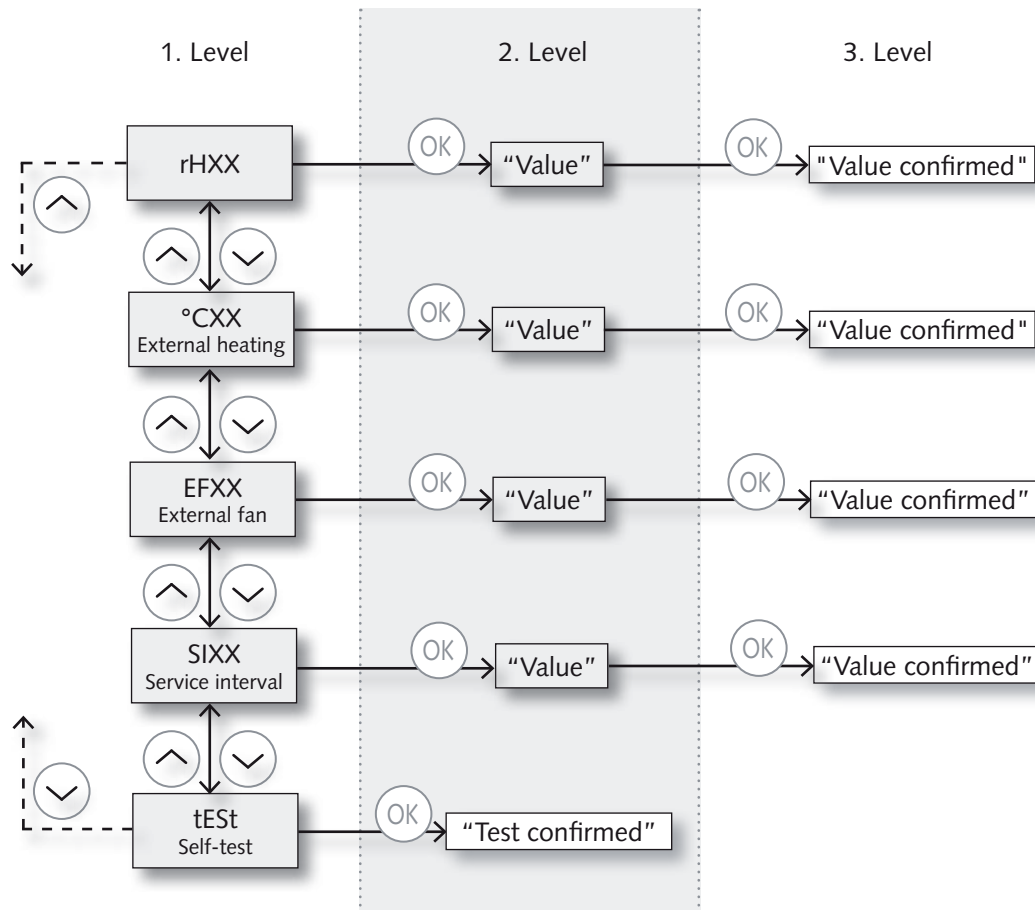 1. Level
2. Level
3. Level
rHXX
OK
“Value”
OK
"Value confirmed"
°CXX
External heating
OK
“Value”
OK
“Value confirmed"
EFXX
External fan
OK
“Value”
OK
“Value confirmed”
SIXX
Service interval
OK
“Value”
OK
“Value confirmed”
tESt
Self-test
OK
“Test confirmed”